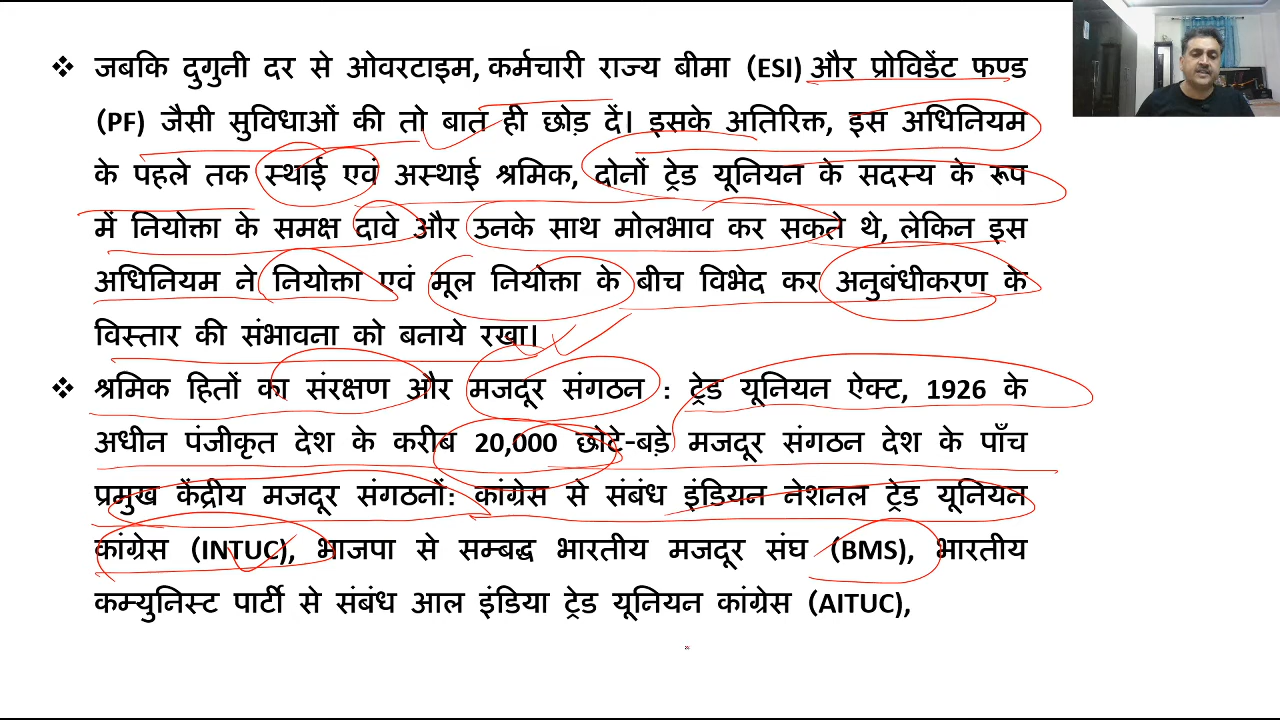 ❖ जबकि दुगुनी दर से ओवरटाइम, कर्मचारी राज्य बीमा (ESI) और प्रोविडेंट फण्ड
(PF) जैसी सुविधाओं की तो बात ही छोड़ दें। इसके अतिरिक्त, इस अधिनियम
के पहले तक स्थाई एवं अस्थाई श्रमिक, दोनों ट्रेड यूनियन के सदस्य के रूप
में नियोक्ता के समक्ष दावे और उनके साथ मोलभाव कर सकते थे, लेकिन इस
अधिनियम ने नियोक्ता एवं मूल नियोक्ता के बीच विभेद कर अनुबंधीकरण के
विस्तार की संभावना को बनाये रखा।
❖ श्रमिक हितों का संरक्षण और मजदूर संगठन : ट्रेड यूनियन ऐक्ट, 1926 के
अधीन पंजीकृत देश के करीब 20,000 छोटे-बड़े मजदूर संगठन देश के पाँच
प्रमुख केंद्रीय मजदूर संगठनों: कांग्रेस से संबंध इंडियन नेशनल ट्रेड यूनियन
कांग्रेस (INTUC), भाजपा से सम्बद्ध भारतीय मजदूर संघ (BMS), भारतीय
कम्युनिस्ट पार्टी से संबंध आल इंडिया ट्रेड यूनियन कांग्रेस (AITUC),